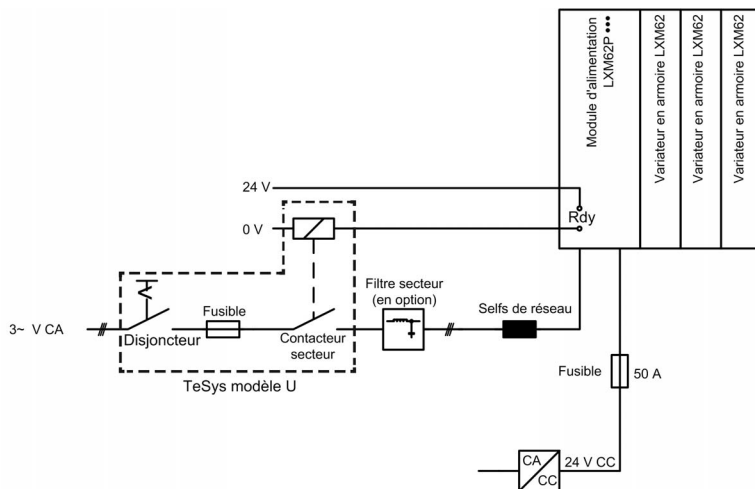 Module d'alimentation
LXM62P •••
Variateur en armoire LXM62
Variateur en armoire LXM62
Variateur en armoire LXM62
24 V
Rdy
0 V
Filtre secteur
(en option)
Fusible
Selfs de réseau
3~ V CA
Disjoncteur
Contacteur
secteur
TeSys modèle U
Fusible
50 A
CA
CC
24 V CC